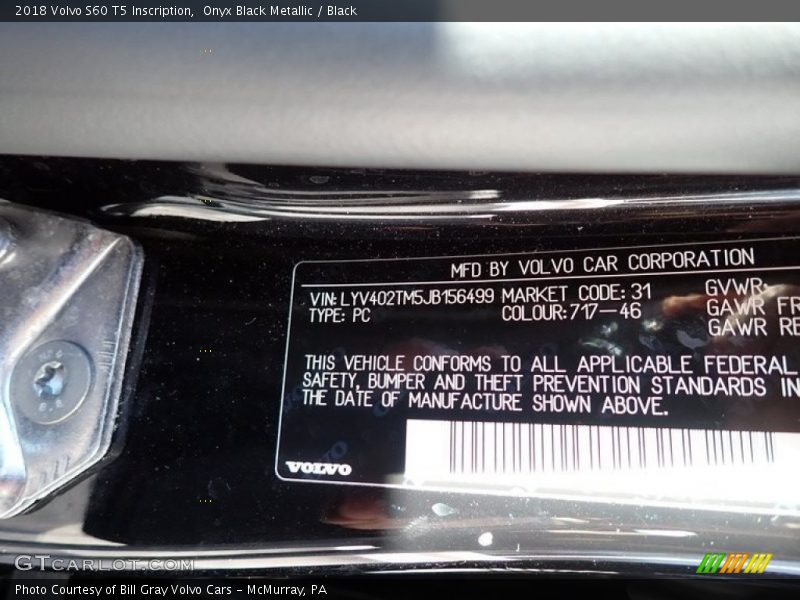 2018 Volvo S60 T5 Inscription, Onyx Black Metallic / Black
MFD BY VOLVO CAR CORPORATION
VIN: LYV402TM5JB156499 MARKET CODE: 31 GVWR:
TYPE: PC COLOUR: 717-46 GAWR FR
GAWR RE
THIS VEHICLE CONFORMS TO ALL APPLICABLE FEDERAL
SAFETY, BUMPER AND THEFT PREVENTION STANDARDS IN
THE DATE OF MANUFACTURE SHOWN ABOVE.
VOLVO
GTCARLOT.COM
Photo Courtesy of Bill Gray Volvo Cars - McMurray, PA